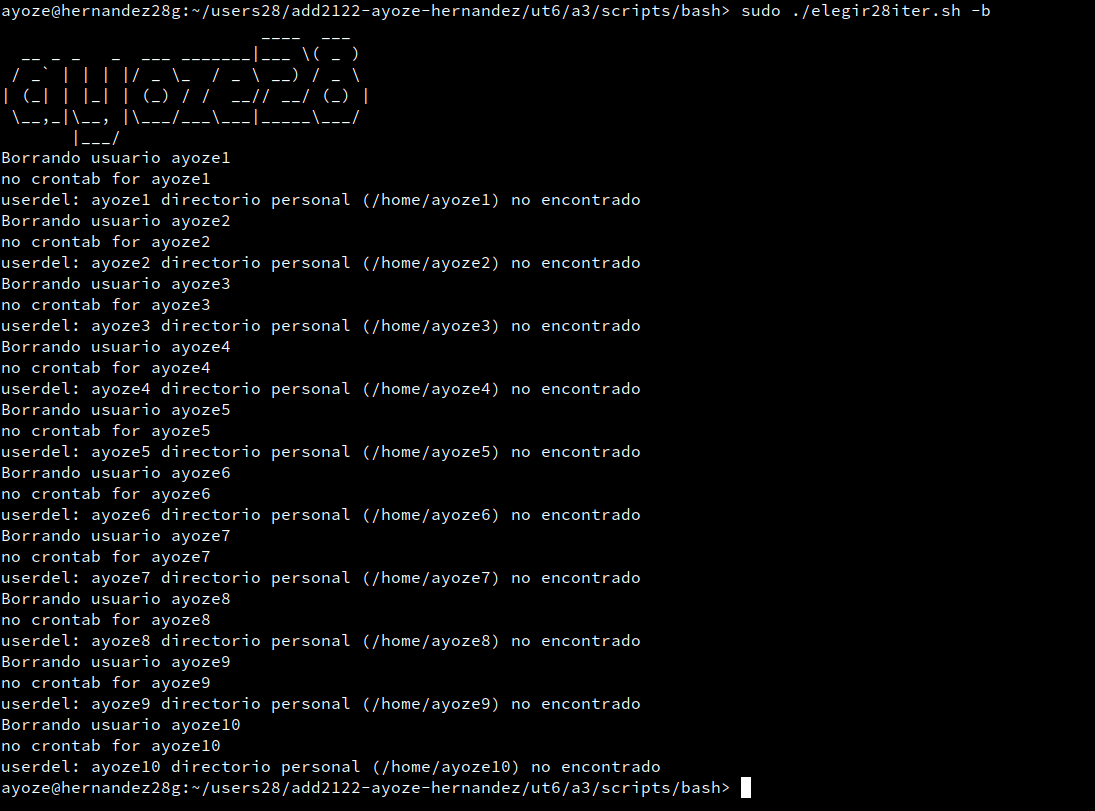 ayoze@hernandez28g:~/users28/add2122-ayoze-hernandez/ut6/a3/scripts/bash> sudo ./elegir28iter.sh -b
                          ____  ___
  __ _ _   _  ___ _______|___ \( _ )
 / _` | | | |/ _ \_  / _ \ __) / _ \
| (_| | |_| | (_) / /  __// __/ (_) |
 \__,_|\__, |\___/___\___|_____\___/
       |___/
Borrando usuario ayoze1
no crontab for ayoze1
userdel: ayoze1 directorio personal (/home/ayoze1) no encontrado
Borrando usuario ayoze2
no crontab for ayoze2
userdel: ayoze2 directorio personal (/home/ayoze2) no encontrado
Borrando usuario ayoze3
no crontab for ayoze3
userdel: ayoze3 directorio personal (/home/ayoze3) no encontrado
Borrando usuario ayoze4
no crontab for ayoze4
userdel: ayoze4 directorio personal (/home/ayoze4) no encontrado
Borrando usuario ayoze5
no crontab for ayoze5
userdel: ayoze5 directorio personal (/home/ayoze5) no encontrado
Borrando usuario ayoze6
no crontab for ayoze6
userdel: ayoze6 directorio personal (/home/ayoze6) no encontrado
Borrando usuario ayoze7
no crontab for ayoze7
userdel: ayoze7 directorio personal (/home/ayoze7) no encontrado
Borrando usuario ayoze8
no crontab for ayoze8
userdel: ayoze8 directorio personal (/home/ayoze8) no encontrado
Borrando usuario ayoze9
no crontab for ayoze9
userdel: ayoze9 directorio personal (/home/ayoze9) no encontrado
Borrando usuario ayoze10
no crontab for ayoze10
userdel: ayoze10 directorio personal (/home/ayoze10) no encontrado
ayoze@hernandez28g:~/users28/add2122-ayoze-hernandez/ut6/a3/scripts/bash>